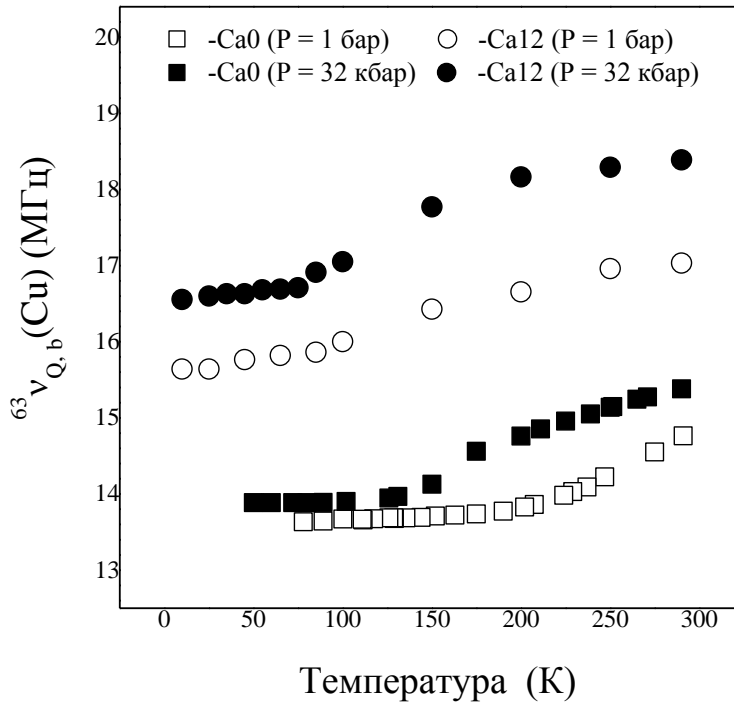 20
□ -Ca0 (P = 1 бар) ○ -Ca12 (P = 1 бар)
■ -Ca0 (P = 32 кбар) ● -Ca12 (P = 32 кбар)
19
18
17
16
15
14
13
⁶³ν_Q, b(Cu) (МГц)
0 50 100 150 200 250 300
Температура (К)